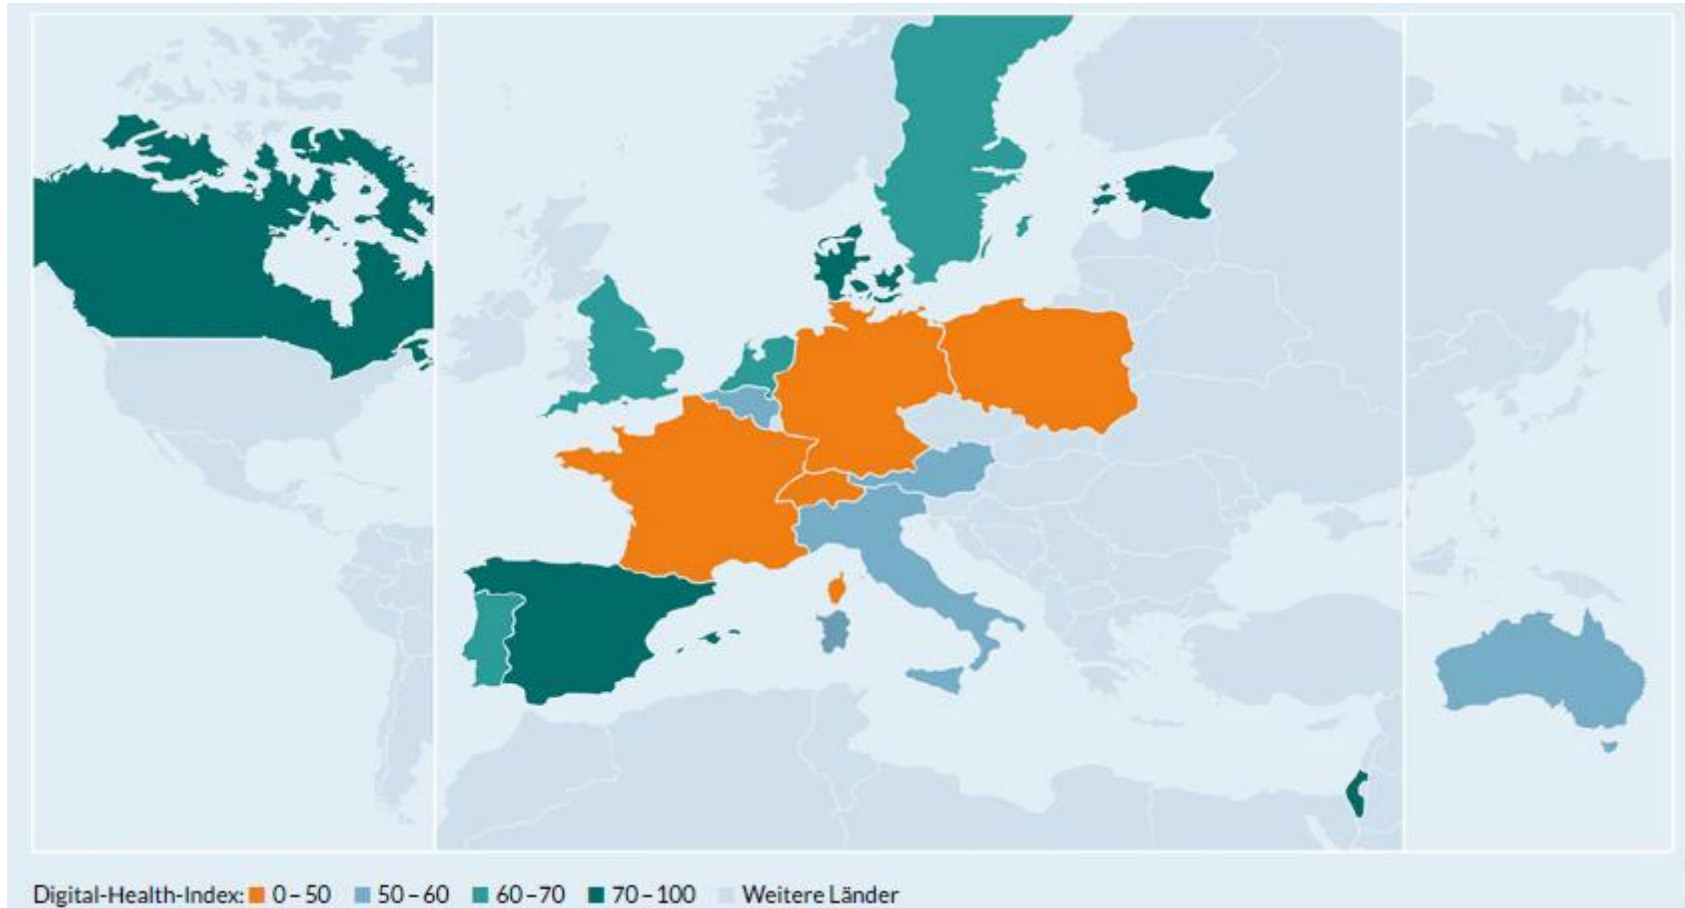 Digital-Health-Index: 0 – 50 50 – 60 60 – 70 70 – 100 Weitere Länder